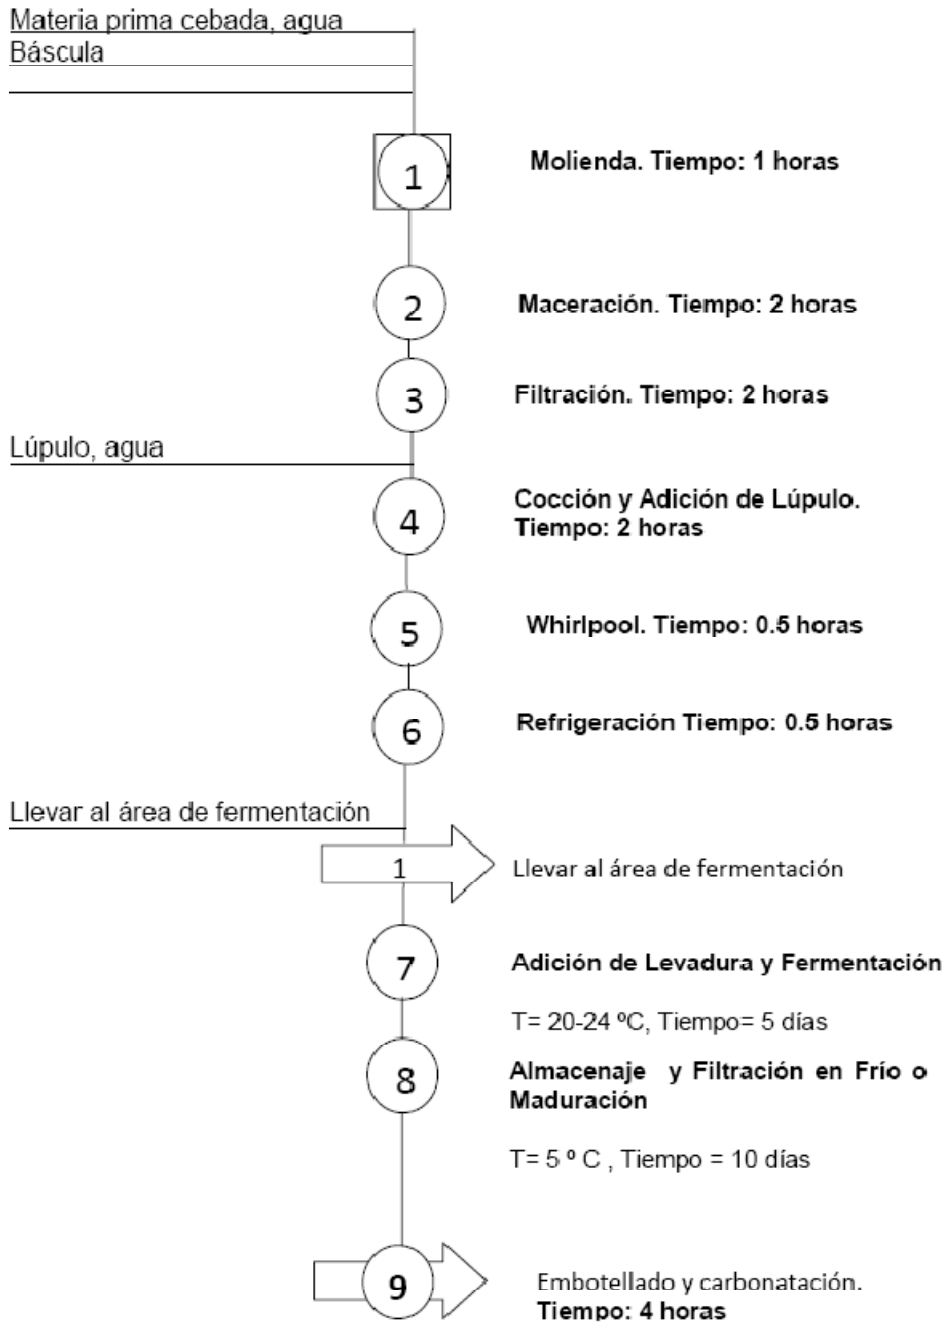 Materia prima cebada, agua
Báscula
1
Molienda. Tiempo: 1 horas
2
Maceración. Tiempo: 2 horas
3
Filtración. Tiempo: 2 horas
Lúpulo, agua
4
Cocción y Adición de Lúpulo.
Tiempo: 2 horas
5
Whirlpool. Tiempo: 0.5 horas
6
Refrigeración Tiempo: 0.5 horas
Llevar al área de fermentación
1
Llevar al área de fermentación
7
Adición de Levadura y Fermentación
T= 20-24 ºC, Tiempo= 5 días
8
Almacenaje y Filtración en Frío o
Maduración
T= 5 º C , Tiempo = 10 días
9
Embotellado y carbonatación.
Tiempo: 4 horas